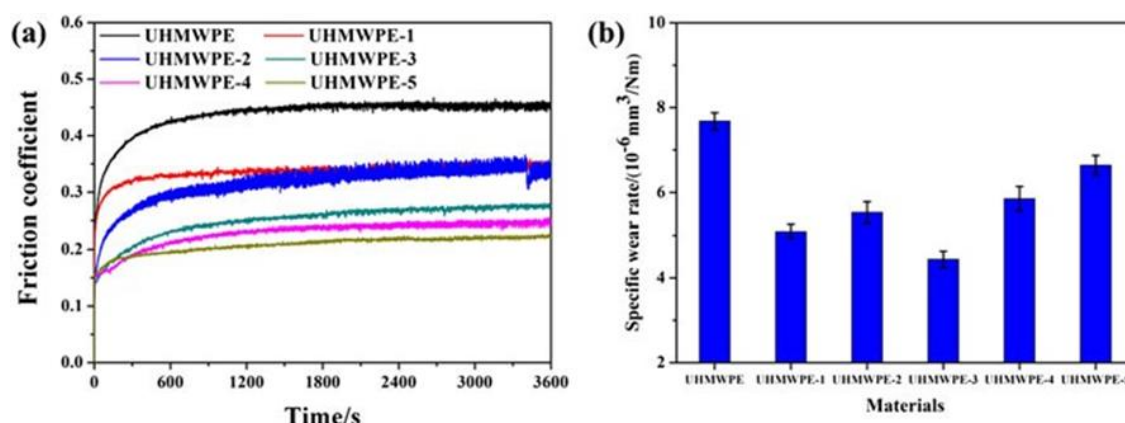 (a)
0.6
0.5
0.4
0.3
0.2
0.1
0.0
Friction coefficient
UHMWPE UHMWPE-1
UHMWPE-2 UHMWPE-3
UHMWPE-4 UHMWPE-5
0 600 1200 1800 2400 3000 3600
Time/s
(b)
10
8
6
4
2
Specific wear rate/(10⁻⁶mm³/Nm)
UHMWPE UHMWPE-1 UHMWPE-2 UHMWPE-3 UHMWPE-4
Materials